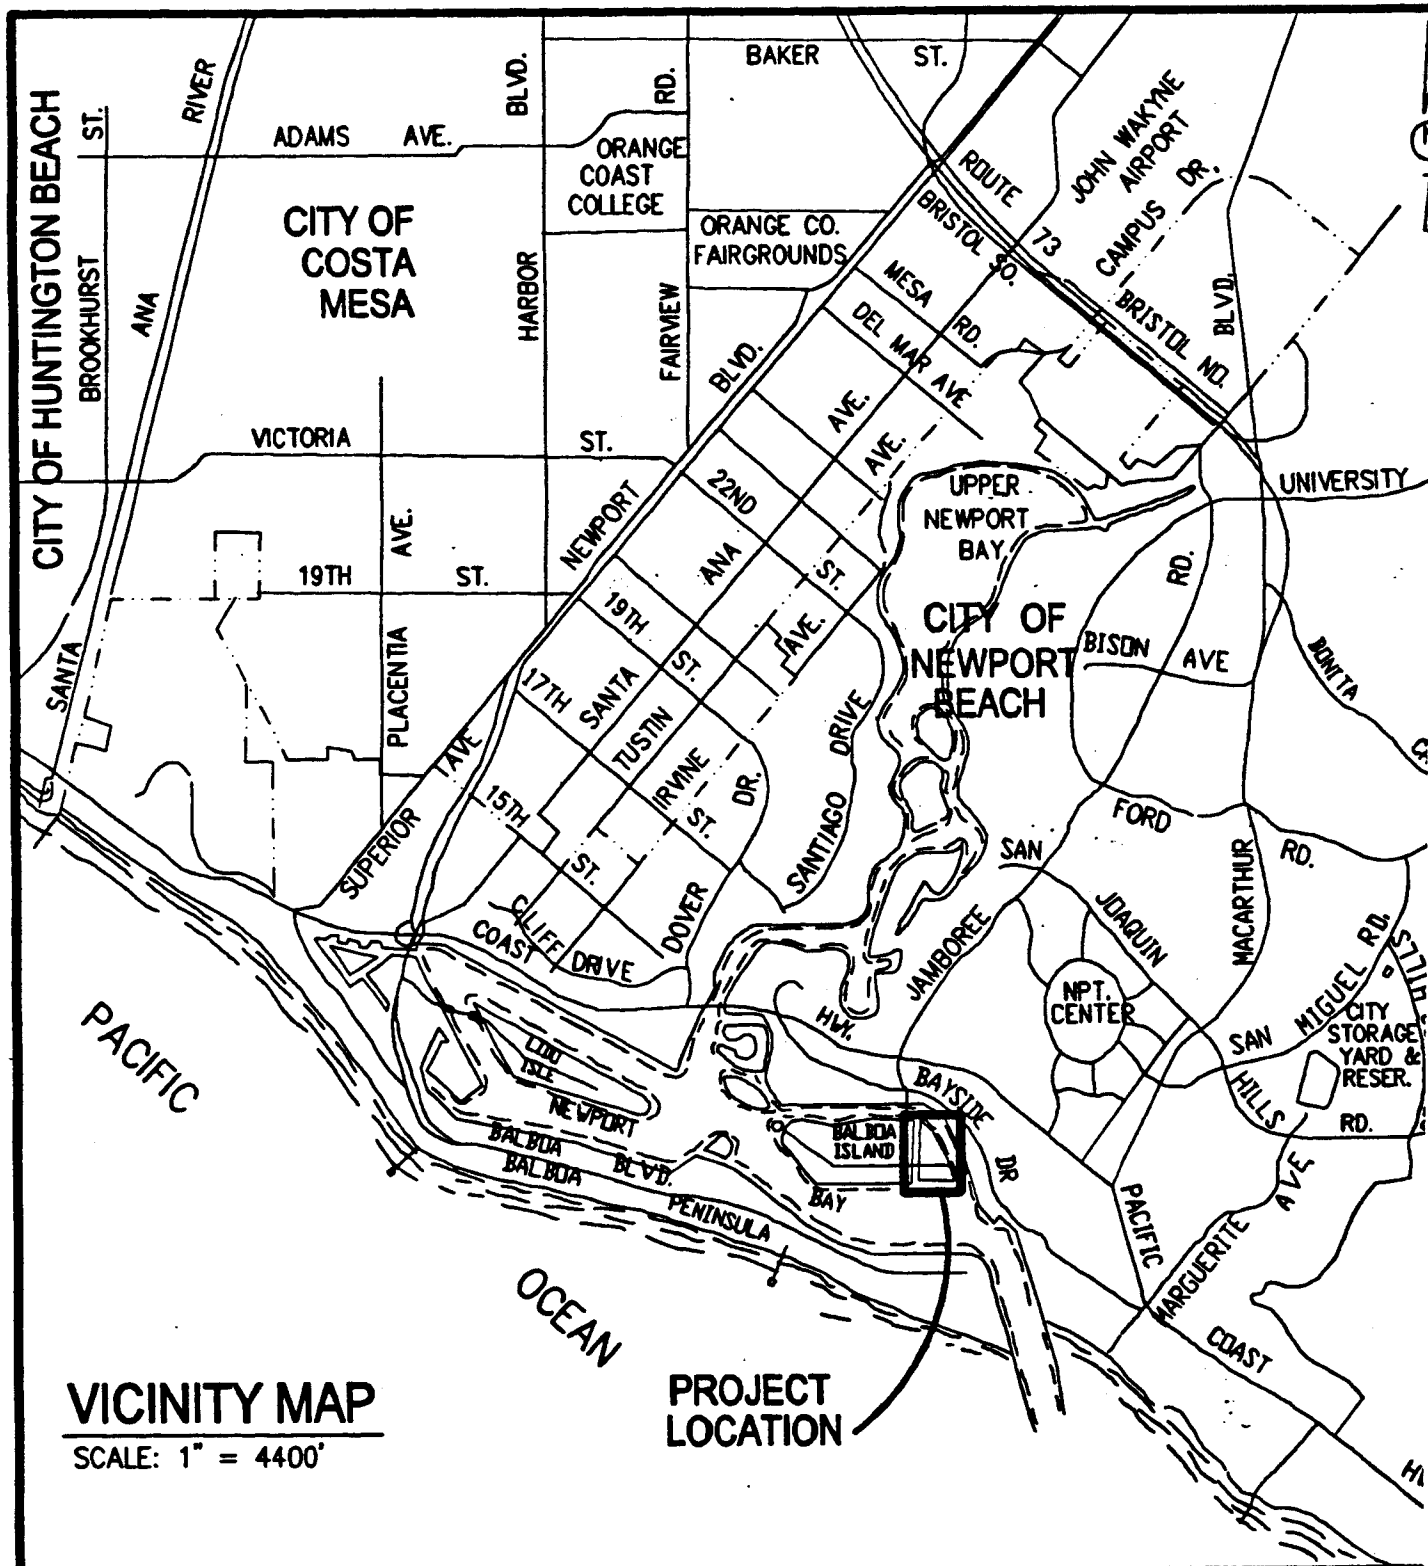 BAKER ST.
CITY OF HUNTINGTON BEACH
BROOKHURST ST.
SANTA ANA RIVER
ADAMS AVE.
HARBOR BLVD.
FAIRVIEW RD.
ORANGE
COAST
COLLEGE
CITY OF
COSTA
MESA
ORANGE CO.
FAIRGROUNDS
JOHN WAKYNE
AIRPORT
CAMPUS DR.
ROUTE 73
BRISTOL SO.
BRISTOL NO.
MESA RD.
DEL MAR AVE
NEWPORT BLVD.
VICTORIA ST.
22ND ST.
UPPER
NEWPORT
BAY
UNIVERSITY
19TH ST.
PLACENTIA AVE.
19TH ST.
SANTA ANA AVE.
TUSTIN AVE.
IRVINE AVE.
17TH ST.
15TH ST.
SUPERIOR AVE
CITY OF
NEWPORT
BEACH
BISON AVE
BONITA
JAMBOREE RD.
MACARTHUR BLVD.
FORD RD.
SANTIAGO DRIVE
DOVER DR.
CLIFF DRIVE
COAST HWY.
SAN JOAQUIN HILLS RD.
SAN MIGUEL RD.
NPT.
CENTER
CITY
STORAGE
YARD &
RESER.
LIDO
ISLE
NEWPORT BAY
BALBOA BLVD.
BALBOA PENINSULA
BALBOA
ISLAND
BAYSIDE DR
MARGUERITE AVE
PACIFIC COAST
PACIFIC OCEAN
PROJECT
LOCATION
VICINITY MAP
SCALE: 1" = 4400'